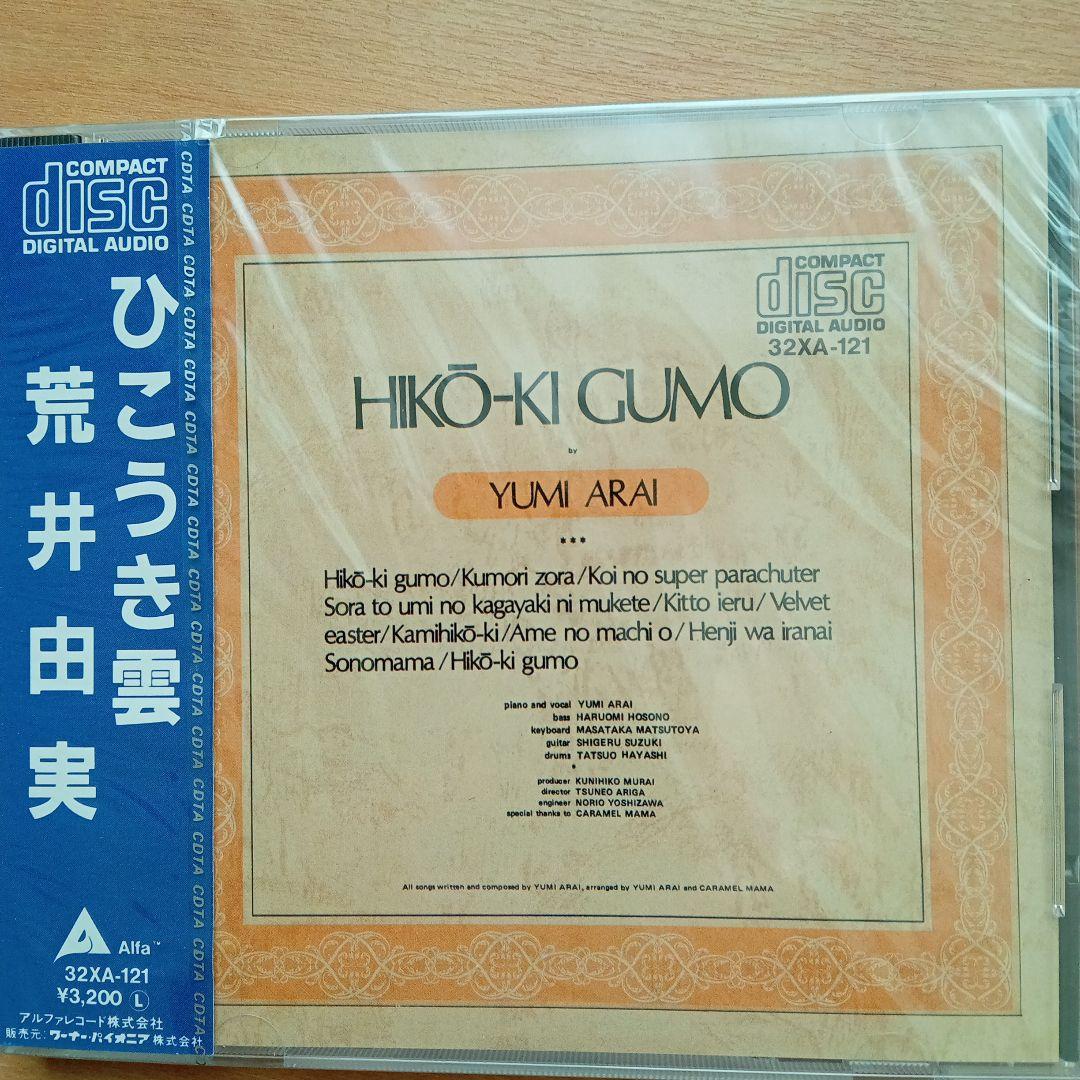 COMPACT
disc
DIGITAL AUDIO
ひこうき雲
荒井由実
CDTA CDTA CDTA CDTA CDTA CDTA CDTA CDTA CDTA CDTA CDTA CDTA CDTA CDTA
Alfa™
32XA-121
¥3,200 Ⓛ
アルファレコード株式会社
販売元:ワーナー・パイオニア株式会社
COMPACT
disc
DIGITAL AUDIO
32XA-121
HIKŌ-KI GUMO
by
YUMI ARAI
***
Hikō-ki gumo/Kumori zora/Koi no super parachuter
Sora to umi no kagayaki ni mukete/Kitto ieru/Velvet
easter/Kamihikō-ki/Ame no machi o/Henji wa iranai
Sonomama/Hikō-ki gumo
piano and vocal YUMI ARAI
bass HARUOMI HOSONO
keyboard MASATAKA MATSUTOYA
guitar SHIGERU SUZUKI
drums TATSUO HAYASHI
*
producer KUNIHIKO MURAI
director TSUNEO ARIGA
engineer NORIO YOSHIZAWA
special thanks to CARAMEL MAMA
All songs written and composed by YUMI ARAI, arranged by YUMI ARAI and CARAMEL MAMA